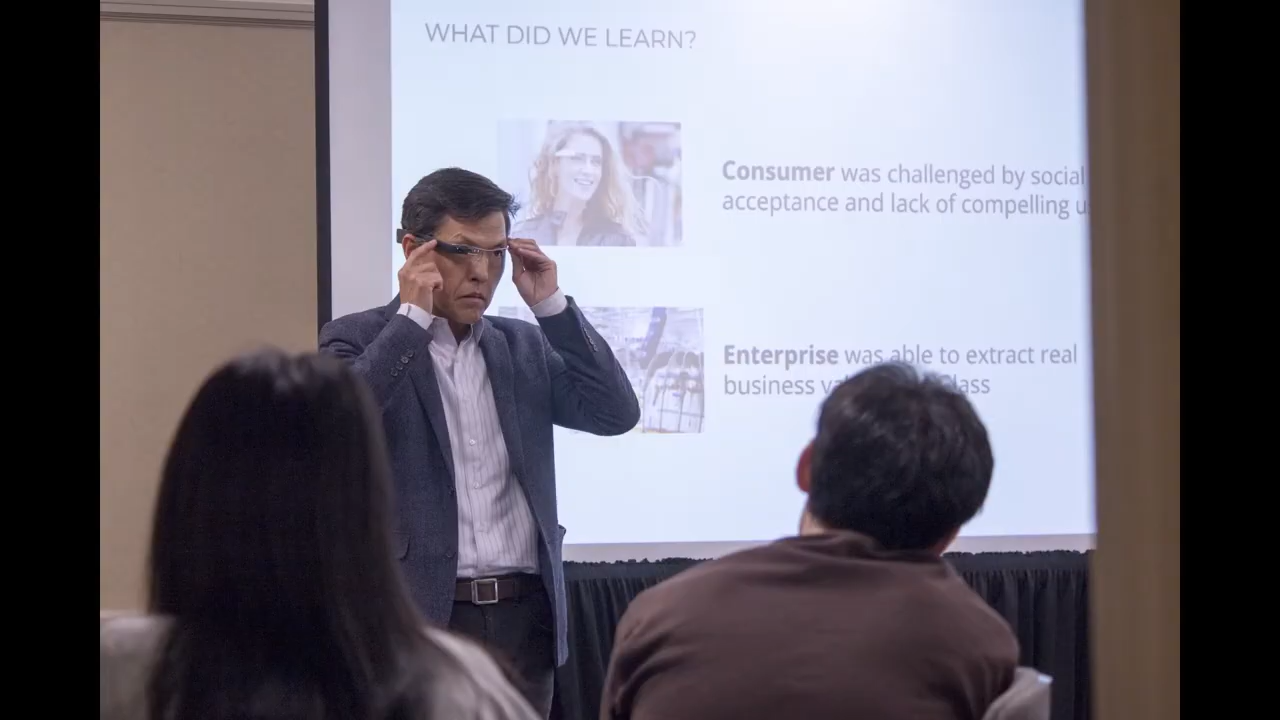 WHAT DID WE LEARN?
Consumer was challenged by social
acceptance and lack of compelling
Enterprise was able to extract real
business